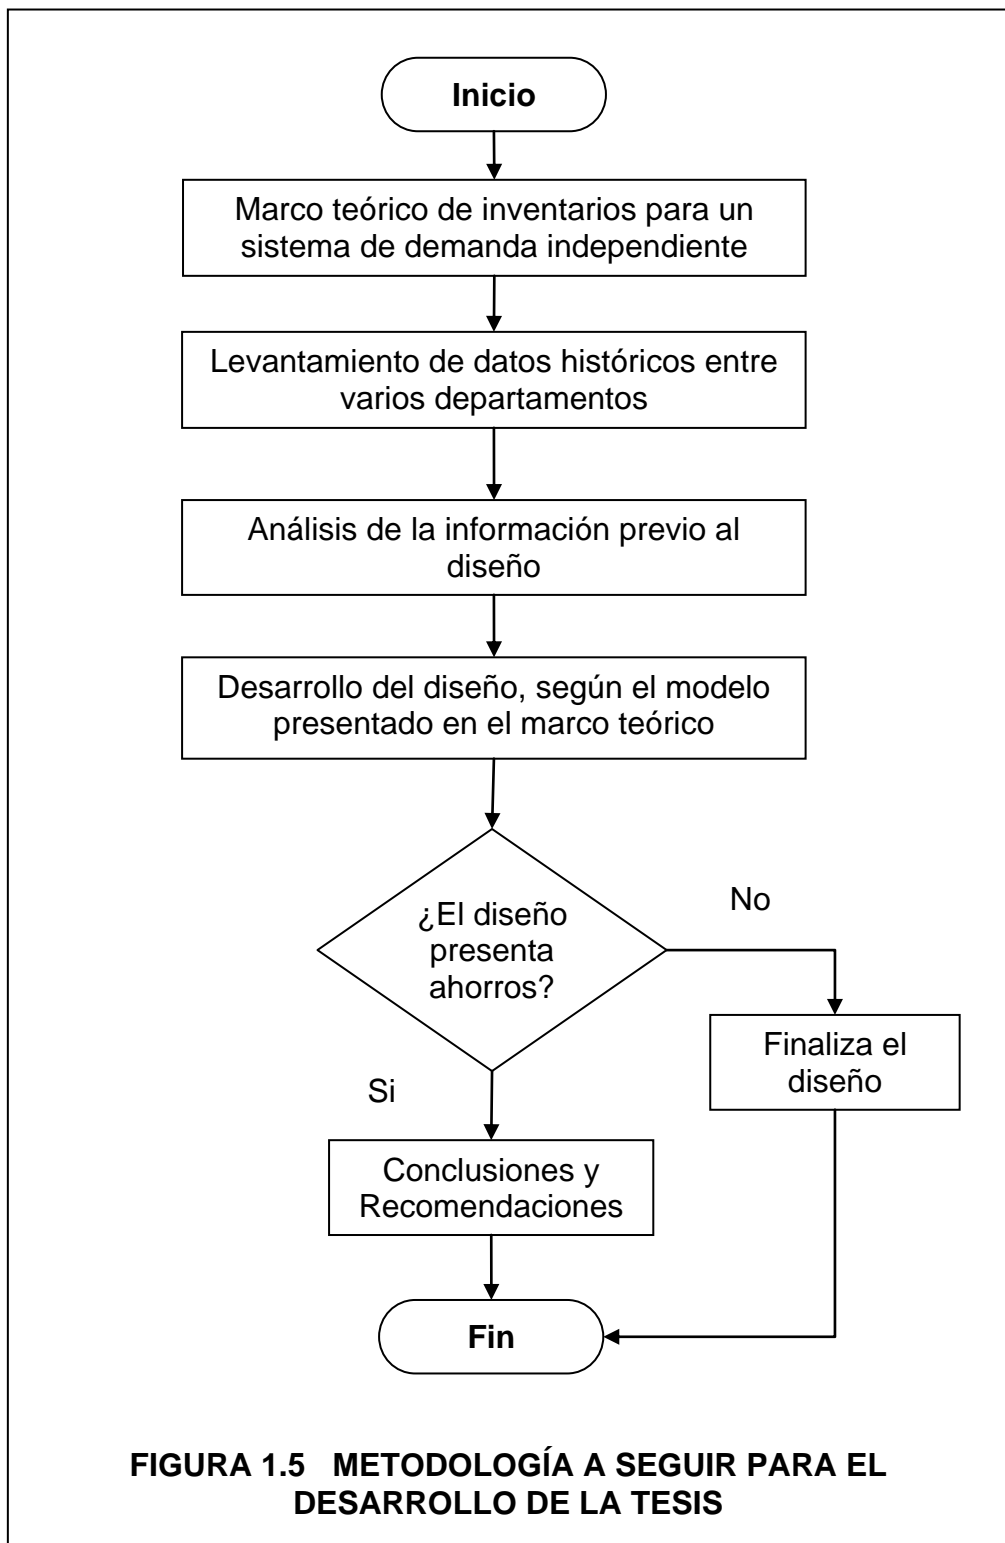 Inicio
Marco teórico de inventarios para un
sistema de demanda independiente
Levantamiento de datos históricos entre
varios departamentos
Análisis de la información previo al
diseño
Desarrollo del diseño, según el modelo
presentado en el marco teórico
¿El diseño
presenta
ahorros?
No
Finaliza el
diseño
Si
Conclusiones y
Recomendaciones
Fin
FIGURA 1.5 METODOLOGÍA A SEGUIR PARA EL
DESARROLLO DE LA TESIS